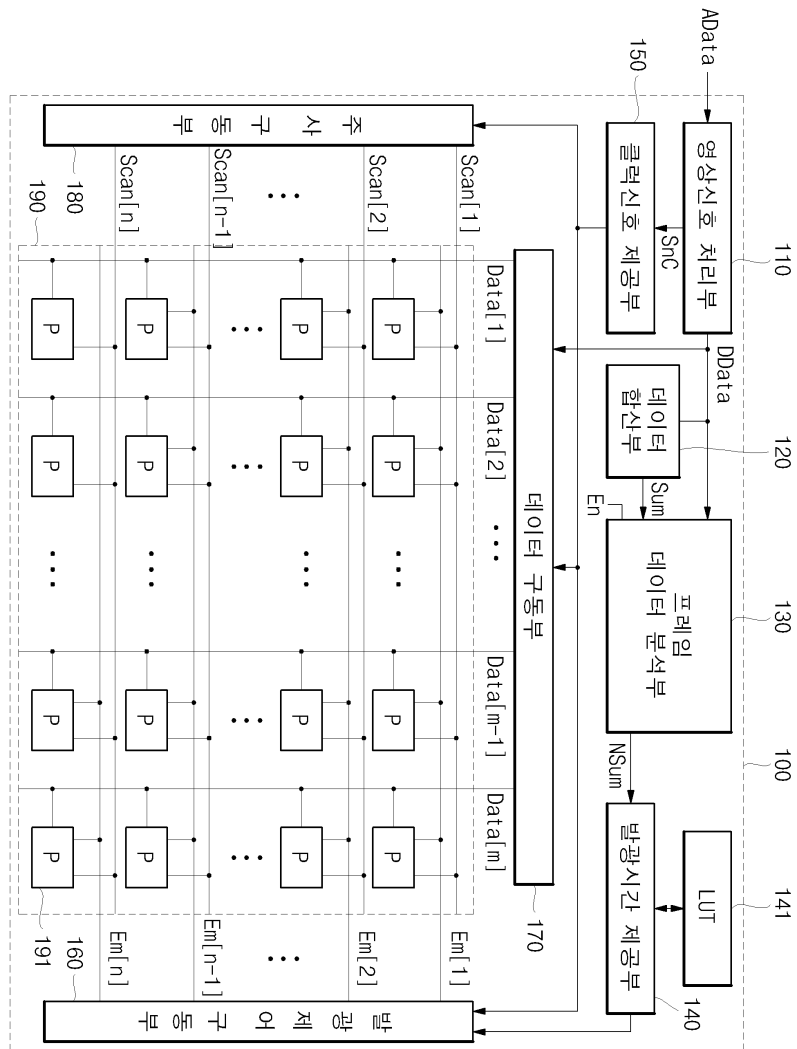 100
ADData
영상신호 처리부
110
DData
SnC
클럭신호 제공부
150
데이터
합산부
120
Sum
En
프레임
데이터 분석부
130
NSum
LUT
141
발광시간 제공부
140
데이터 구동부
170
주사 구동부
180
Scan[1]
Scan[2]
...
Scan[n-1]
Scan[n]
190
Data[1]
Data[2]
...
Data[m-1]
Data[m]
P P ... P P
P P ... P P
... ... ... ...
P P ... P P
P P ... P P
191
Em[1]
Em[2]
...
Em[n-1]
Em[n]
발광제어 구동부
160